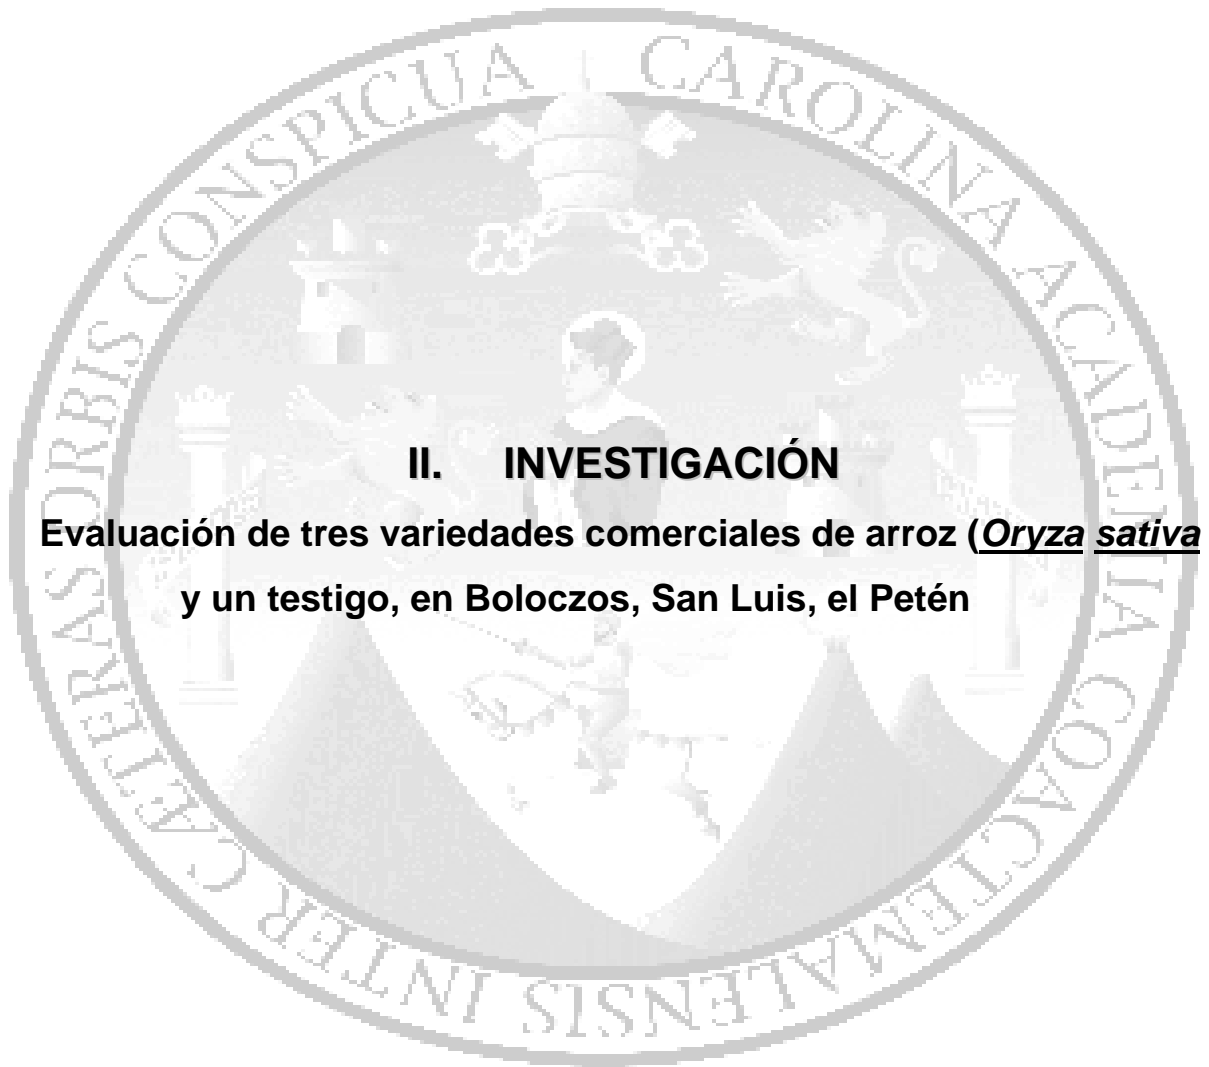 CAROLINA ACADEMIA COACTEMALENSIS INTER CÆTERAS ORBIS CONSPICUA
II. INVESTIGACIÓN
Evaluación de tres variedades comerciales de arroz (Oryza sativa
y un testigo, en Boloczos, San Luis, el Petén